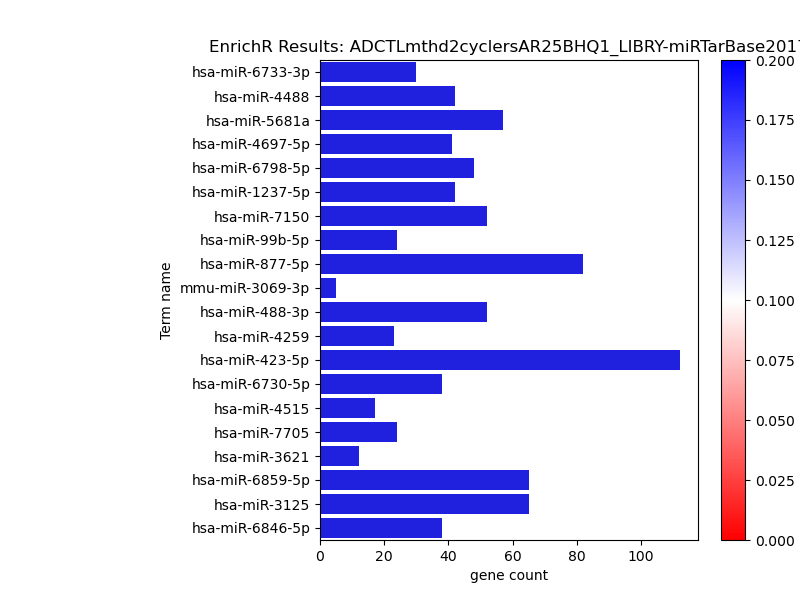 EnrichR Results: ADCTLmthd2cyclersAR25BHQ1_LIBRY-miRTarBase2017
hsa-miR-6733-3p
hsa-miR-4488
hsa-miR-5681a
hsa-miR-4697-5p
hsa-miR-6798-5p
hsa-miR-1237-5p
hsa-miR-7150
hsa-miR-99b-5p
hsa-miR-877-5p
mmu-miR-3069-3p
hsa-miR-488-3p
hsa-miR-4259
hsa-miR-423-5p
hsa-miR-6730-5p
hsa-miR-4515
hsa-miR-7705
hsa-miR-3621
hsa-miR-6859-5p
hsa-miR-3125
hsa-miR-6846-5p
Term name
0 20 40 60 80 100
gene count
0.200
0.175
0.150
0.125
0.100
0.075
0.050
0.025
0.000